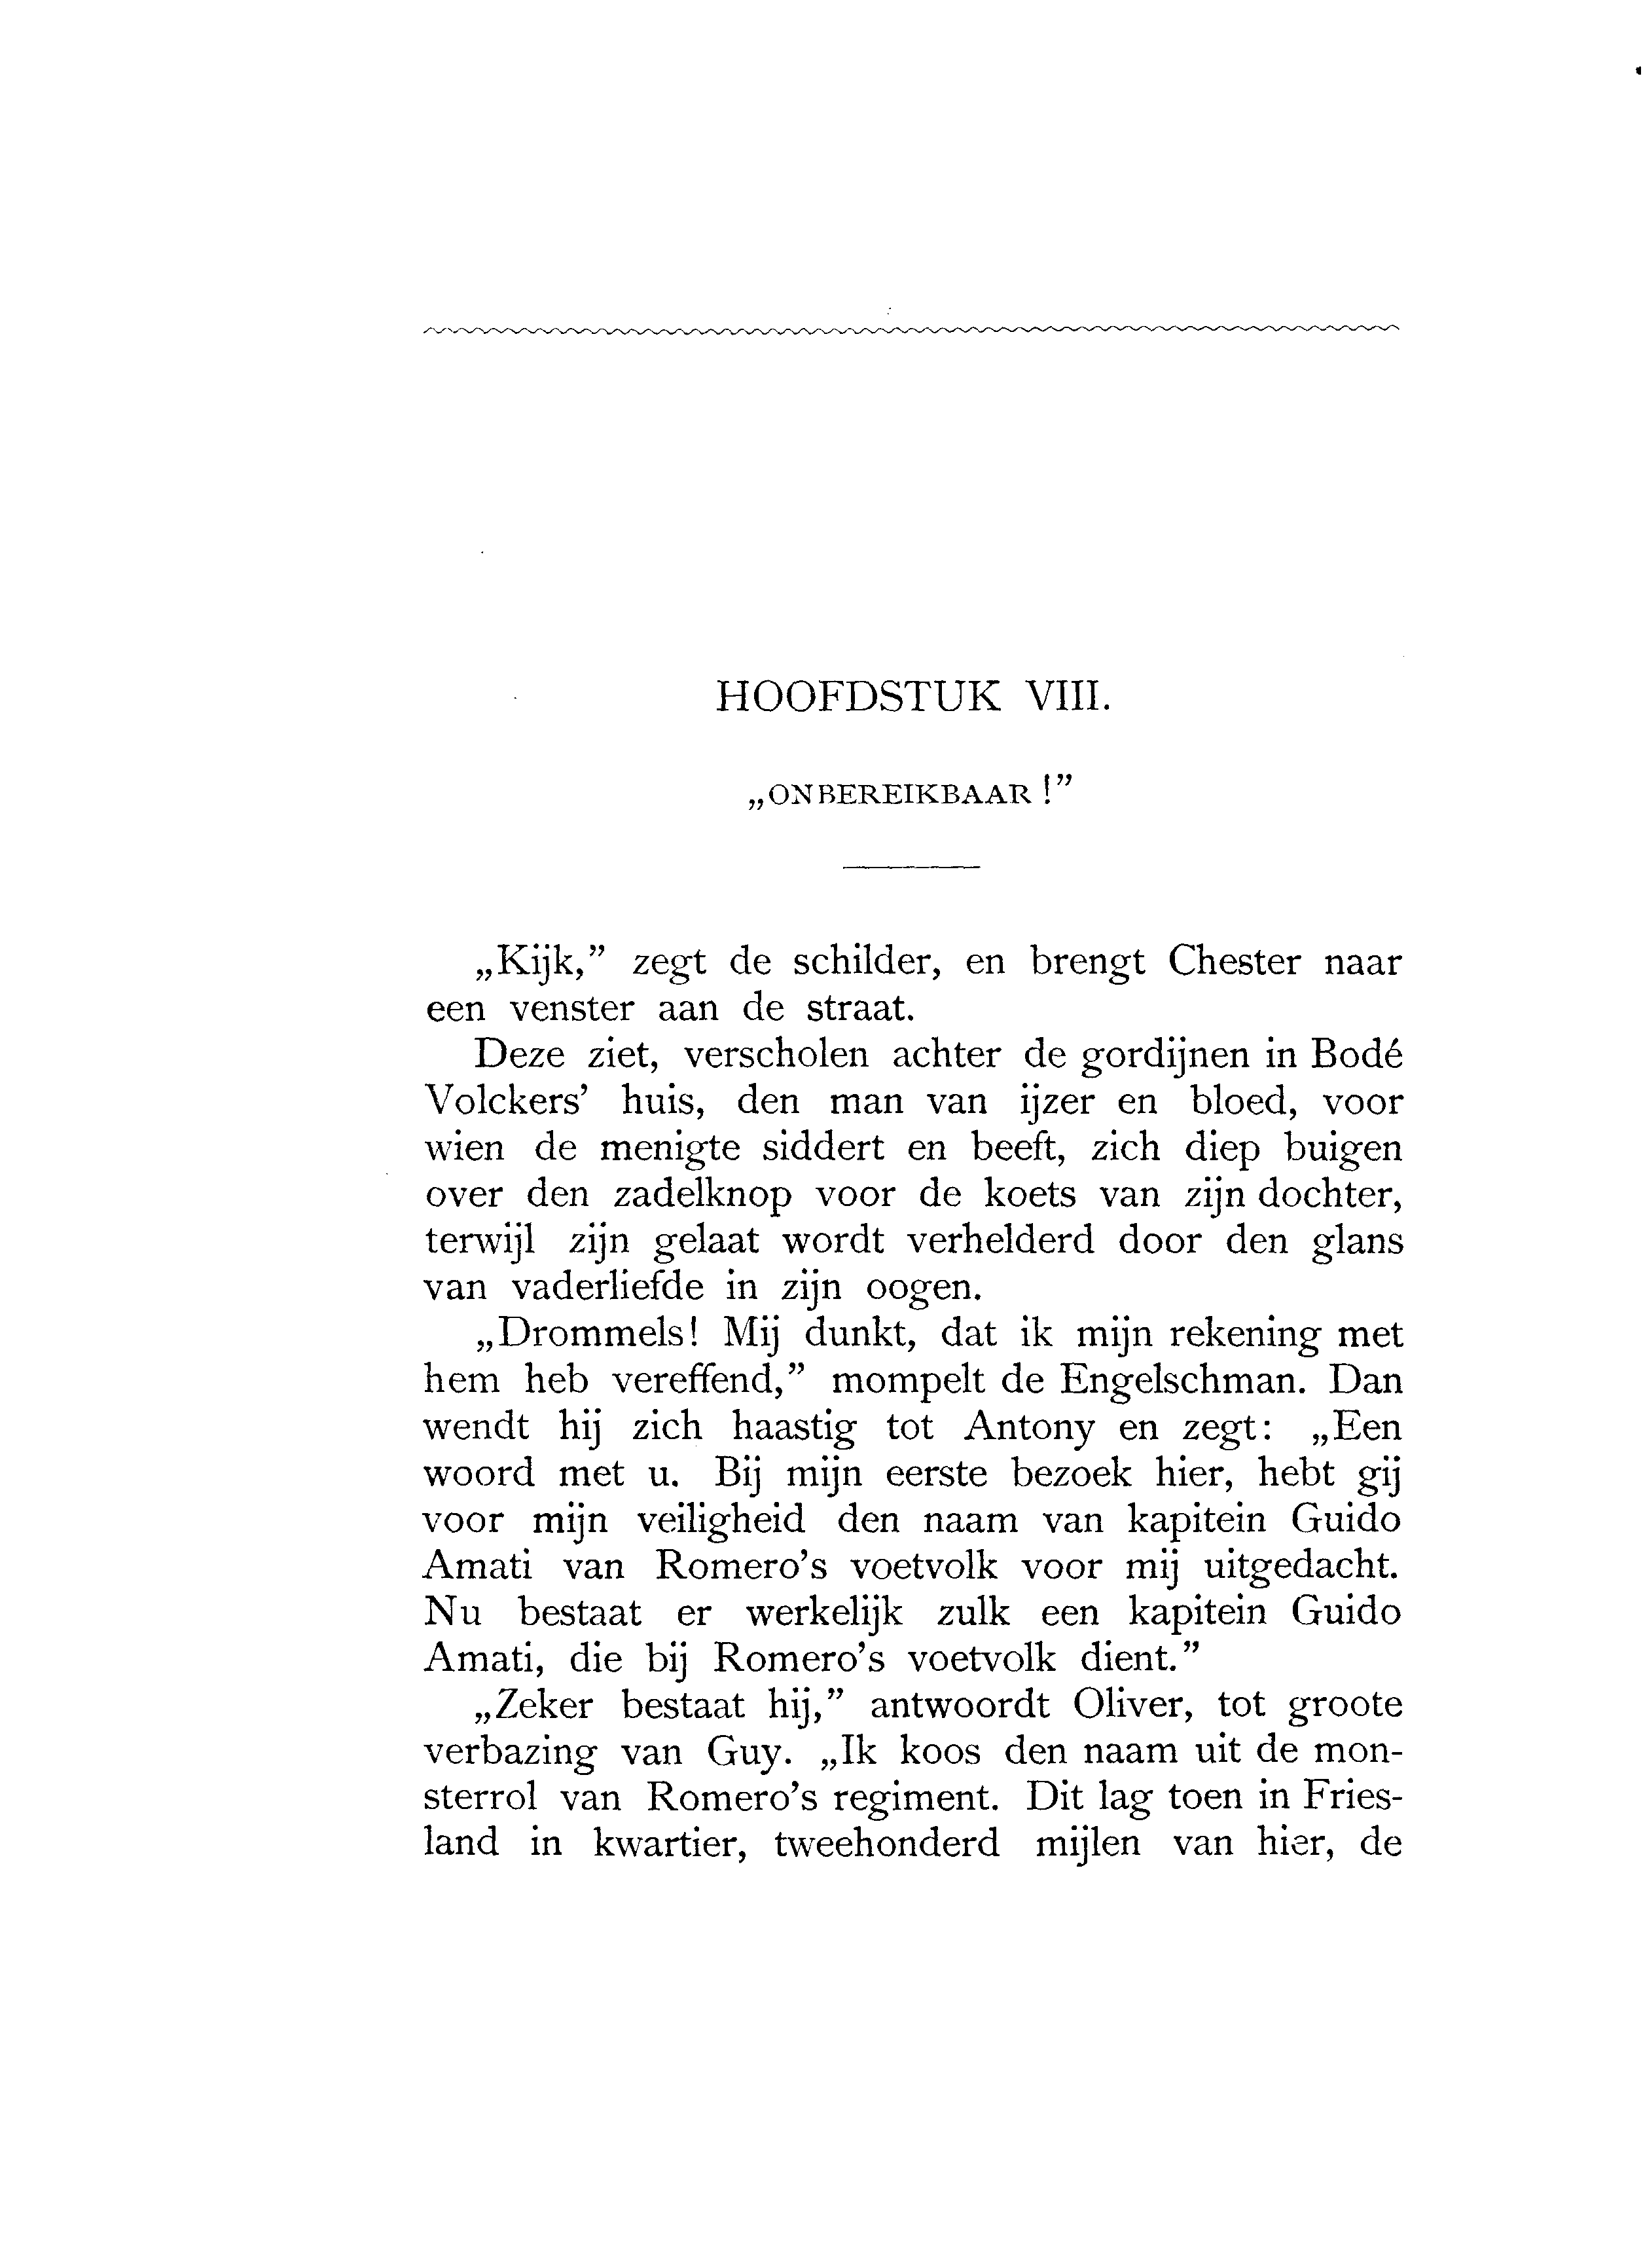 HOOFDSTUK VIII.
„ONBEREIKBAAR!”
„Kijk,” zegt de schilder, en brengt Chester naar
een venster aan de straat.
Deze ziet, verscholen achter de gordijnen in Bodé
Volckers’ huis, den man van ijzer en bloed, voor
wien de menigte siddert en beeft, zich diep buigen
over den zadelknop voor de koets van zijn dochter,
terwijl zijn gelaat wordt verhelderd door den glans
van vaderliefde in zijn oogen.
„Drommels! Mij dunkt, dat ik mijn rekening met
hem heb vereffend,” mompelt de Engelschman. Dan
wendt hij zich haastig tot Antony en zegt: „Een
woord met u. Bij mijn eerste bezoek hier, hebt gij
voor mijn veiligheid den naam van kapitein Guido
Amati van Romero’s voetvolk voor mij uitgedacht.
Nu bestaat er werkelijk zulk een kapitein Guido
Amati, die bij Romero’s voetvolk dient.”
„Zeker bestaat hij,” antwoordt Oliver, tot groote
verbazing van Guy. „Ik koos den naam uit de mon-
sterrol van Romero’s regiment. Dit lag toen in Fries-
land in kwartier, tweehonderd mijlen van hier, de